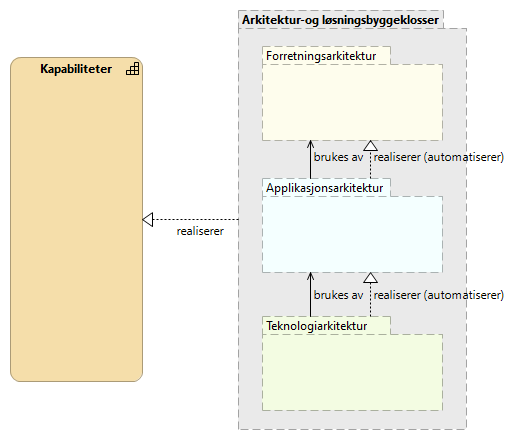 Arkitektur-og løsningsbyggeklosser
Kapabiliteter
Forretningsarkitektur
brukes av
realiserer (automatiserer)
Applikasjonsarkitektur
realiserer
brukes av
realiserer (automatiserer)
Teknologiarkitektur